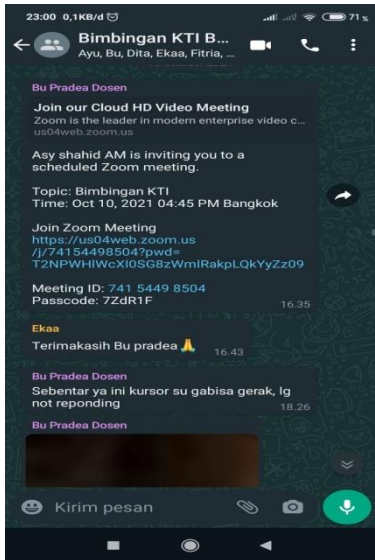 23:00 0,1KB/d
71%
Bimbingan KTI B...
Ayu, Bu, Dita, Ekaa, Fitria, ...
Bu Pradea Dosen
Join our Cloud HD Video Meeting
Zoom is the leader in modern enterprise video c...
us04web.zoom.us
Asy shahid AM is inviting you to a
scheduled Zoom meeting.
Topic: Bimbingan KTI
Time: Oct 10, 2021 04:45 PM Bangkok
Join Zoom Meeting
https://us04web.zoom.us
/j/74154498504?pwd=
T2NPWHlWcXI0SG8zWmlRakpLQkYyZz09
Meeting ID: 741 5449 8504
Passcode: 7ZdR1F
16.35
Ekaa
Terimakasih Bu pradea 🙏
16.43
Bu Pradea Dosen
Sebentar ya ini kursor su gabisa gerak, lg
not reponding
18.26
Bu Pradea Dosen
Kirim pesan